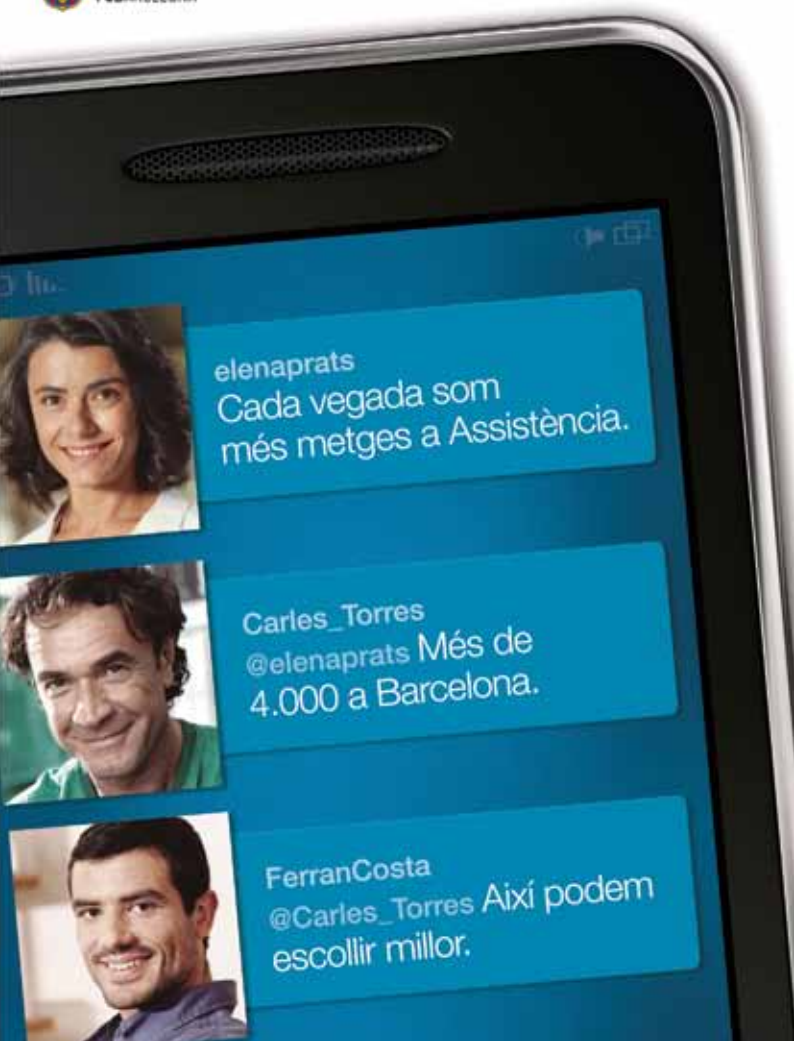 elenaprats
Cada vegada som
més metges a Assistència.
Carles_Torres
@elenaprats Més de
4.000 a Barcelona.
FerranCosta
@Carles_Torres Així podem
escollir millor.